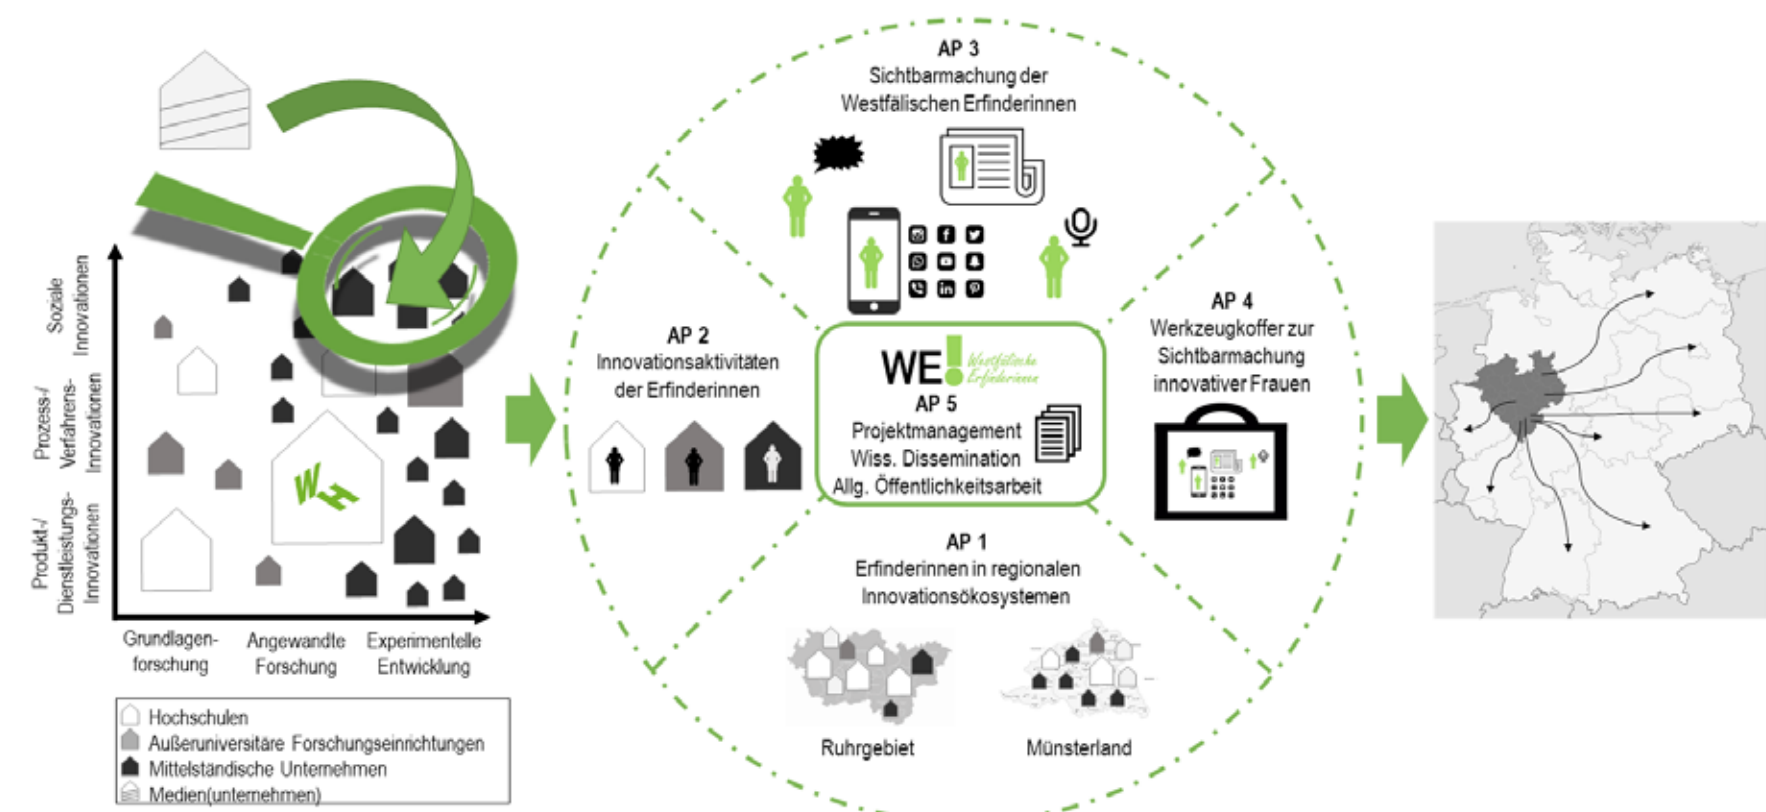 Soziale
Innovationen
Prozess-/
Verfahrens-
Innovationen
Produkt-/
Dienstleistungs-
Innovationen
WH
Grundlagen-
forschung
Angewandte
Forschung
Experimentelle
Entwicklung
Hochschulen
Außeruniversitäre Forschungseinrichtungen
Mittelständische Unternehmen
Medien(unternehmen)
AP 3
Sichtbarmachung der
Westfälischen Erfinderinnen
AP 2
Innovationsaktivitäten
der Erfinderinnen
WE!
Westfälische
Erfinderinnen
AP 5
Projektmanagement
Wiss. Dissemination
Allg. Öffentlichkeitsarbeit
AP 4
Werkzeugkoffer zur
Sichtbarmachung
innovativer Frauen
AP 1
Erfinderinnen in regionalen
Innovationsökosystemen
Ruhrgebiet
Münsterland